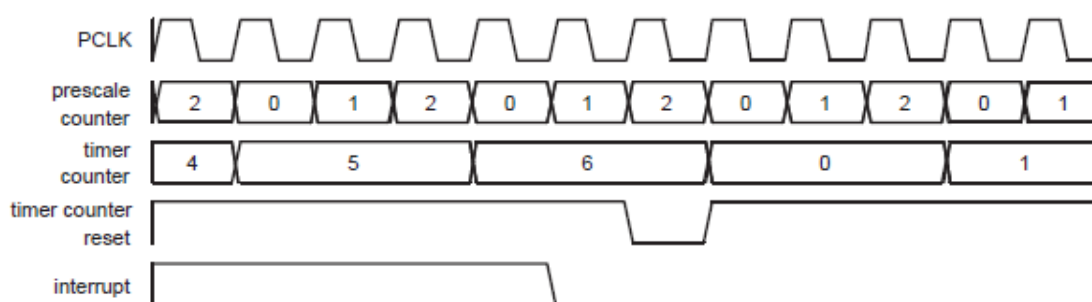 PCLK
prescale
counter
2 0 1 2 0 1 2 0 1 2 0 1
timer
counter
4 5 6 0 1
timer counter
reset
interrupt